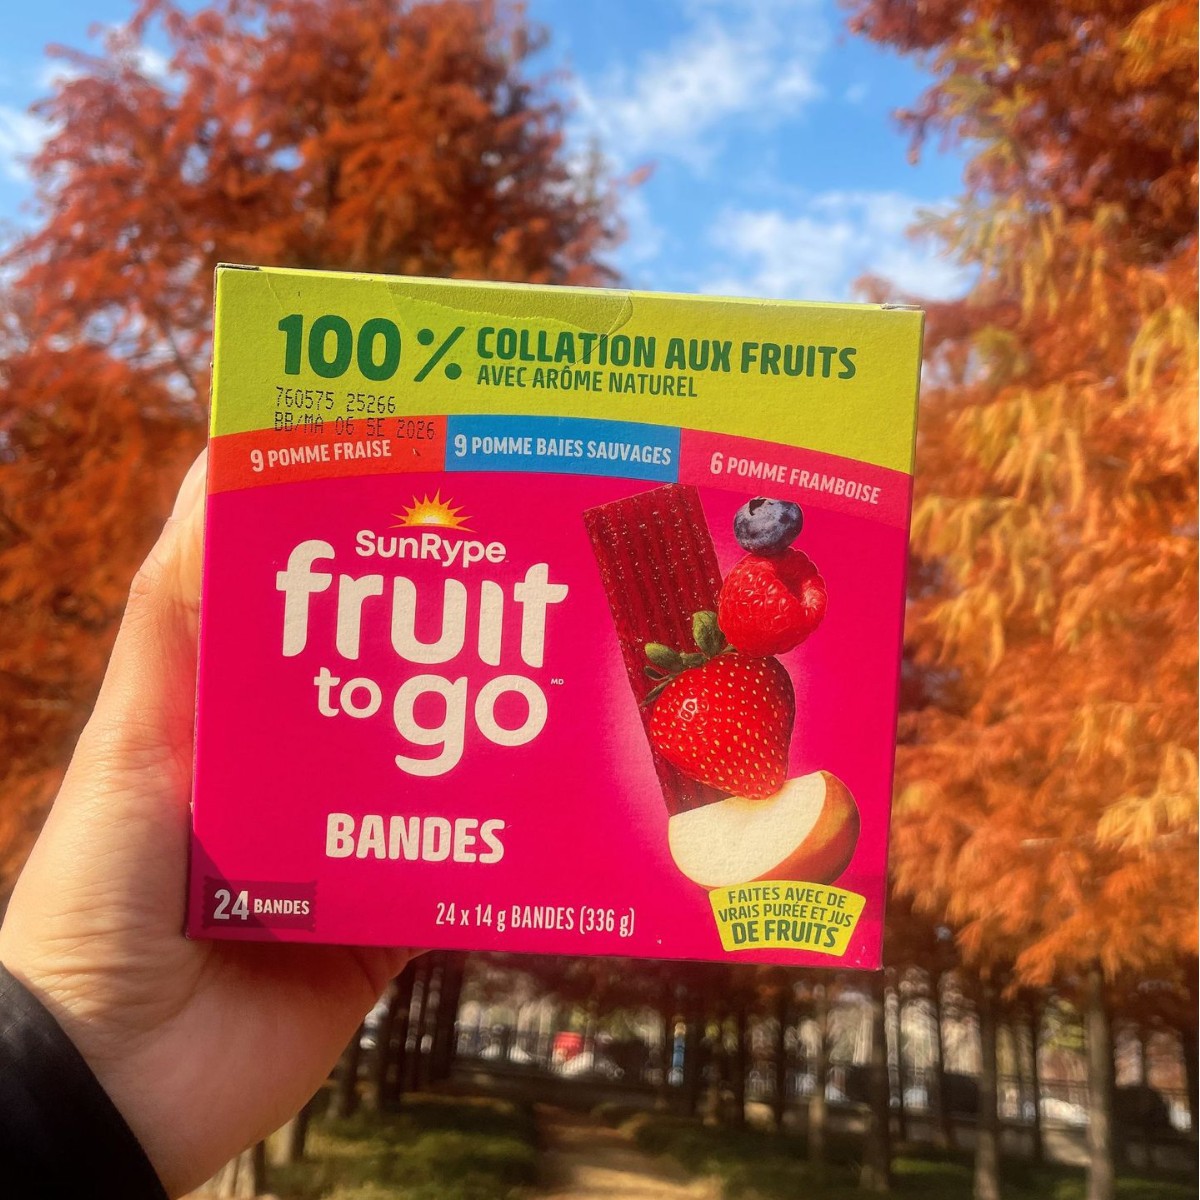 100 % COLLATION AUX FRUITS
AVEC ARÔME NATUREL
760575 25266
BB/MA 06 SE 2026
9 POMME FRAISE
9 POMME BAIES SAUVAGES
6 POMME FRAMBOISE
SunRype
fruit
to go MD
BANDES
24 BANDES
24 x 14 g BANDES (336 g)
FAITES AVEC DE
VRAIS PURÉE ET JUS
DE FRUITS